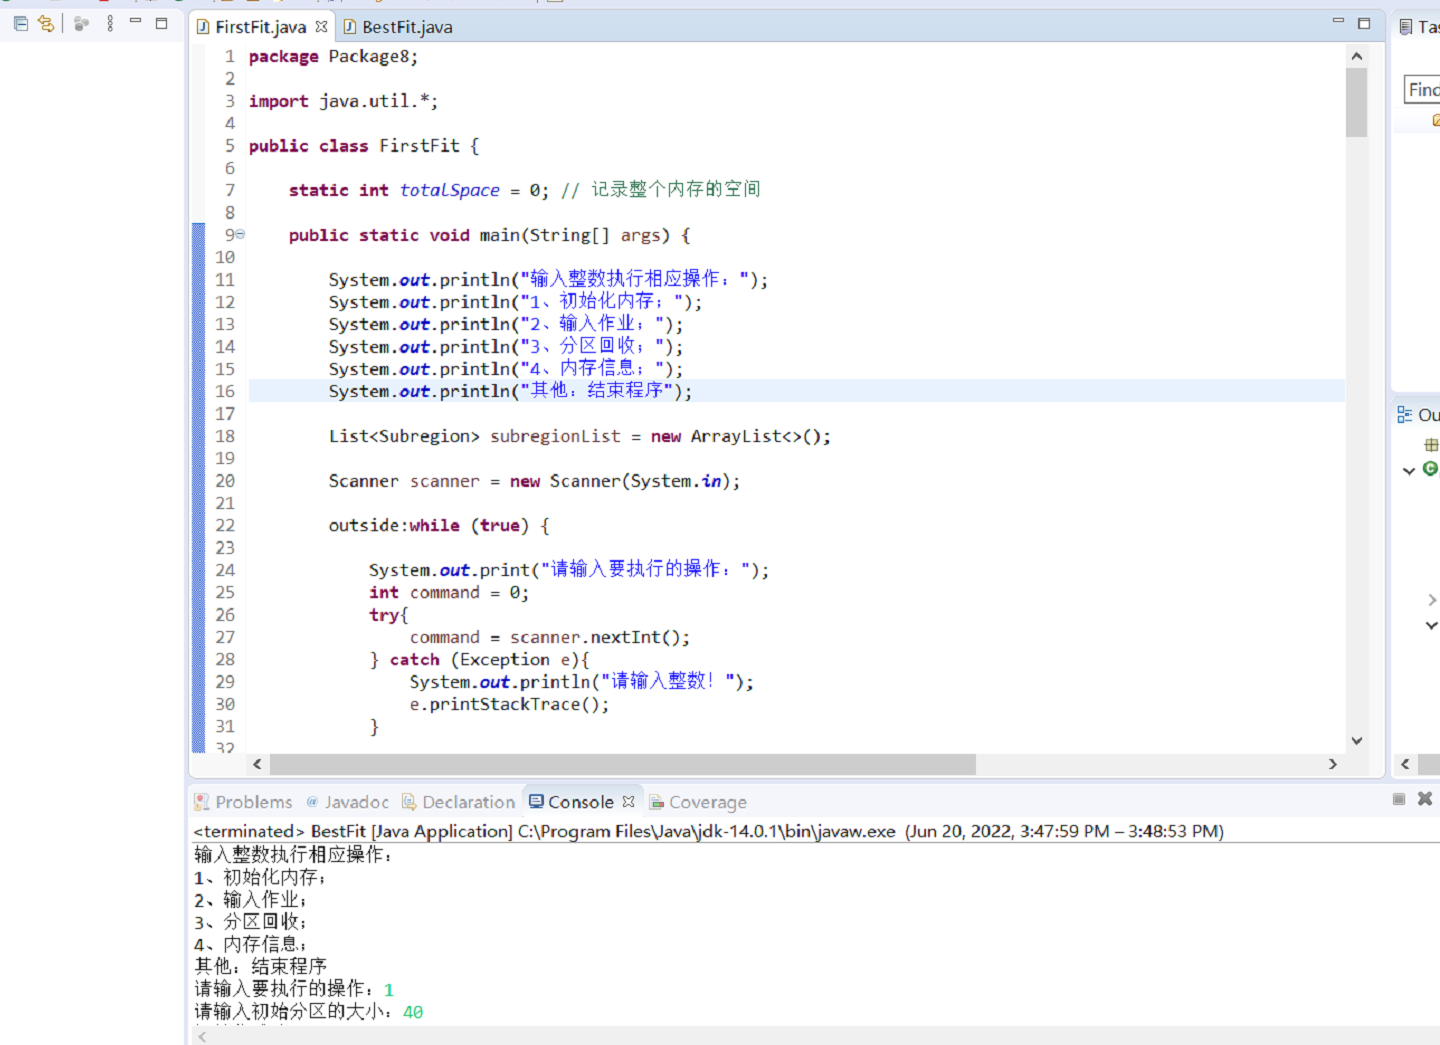 FirstFit.java
BestFit.java
Tas
Find
1 package Package8;
2
3 import java.util.*;
4
5 public class FirstFit {
6
7 static int totalSpace = 0; // 记录整个内存的空间
8
9 public static void main(String[] args) {
10
11 System.out.println("输入整数执行相应操作：");
12 System.out.println("1、初始化内存；");
13 System.out.println("2、输入作业；");
14 System.out.println("3、分区回收；");
15 System.out.println("4、内存信息；");
16 System.out.println("其他：结束程序");
17
18 List<Subregion> subregionList = new ArrayList<>();
19
20 Scanner scanner = new Scanner(System.in);
21
22 outside:while (true) {
23
24 System.out.print("请输入要执行的操作：");
25 int command = 0;
26 try{
27 command = scanner.nextInt();
28 } catch (Exception e){
29 System.out.println("请输入整数！");
30 e.printStackTrace();
31 }
32
Ou
Problems @ Javadoc Declaration Console Coverage
<terminated> BestFit [Java Application] C:\Program Files\Java\jdk-14.0.1\bin\javaw.exe (Jun 20, 2022, 3:47:59 PM – 3:48:53 PM)
输入整数执行相应操作：
1、初始化内存；
2、输入作业；
3、分区回收；
4、内存信息；
其他：结束程序
请输入要执行的操作：1
请输入初始分区的大小：40